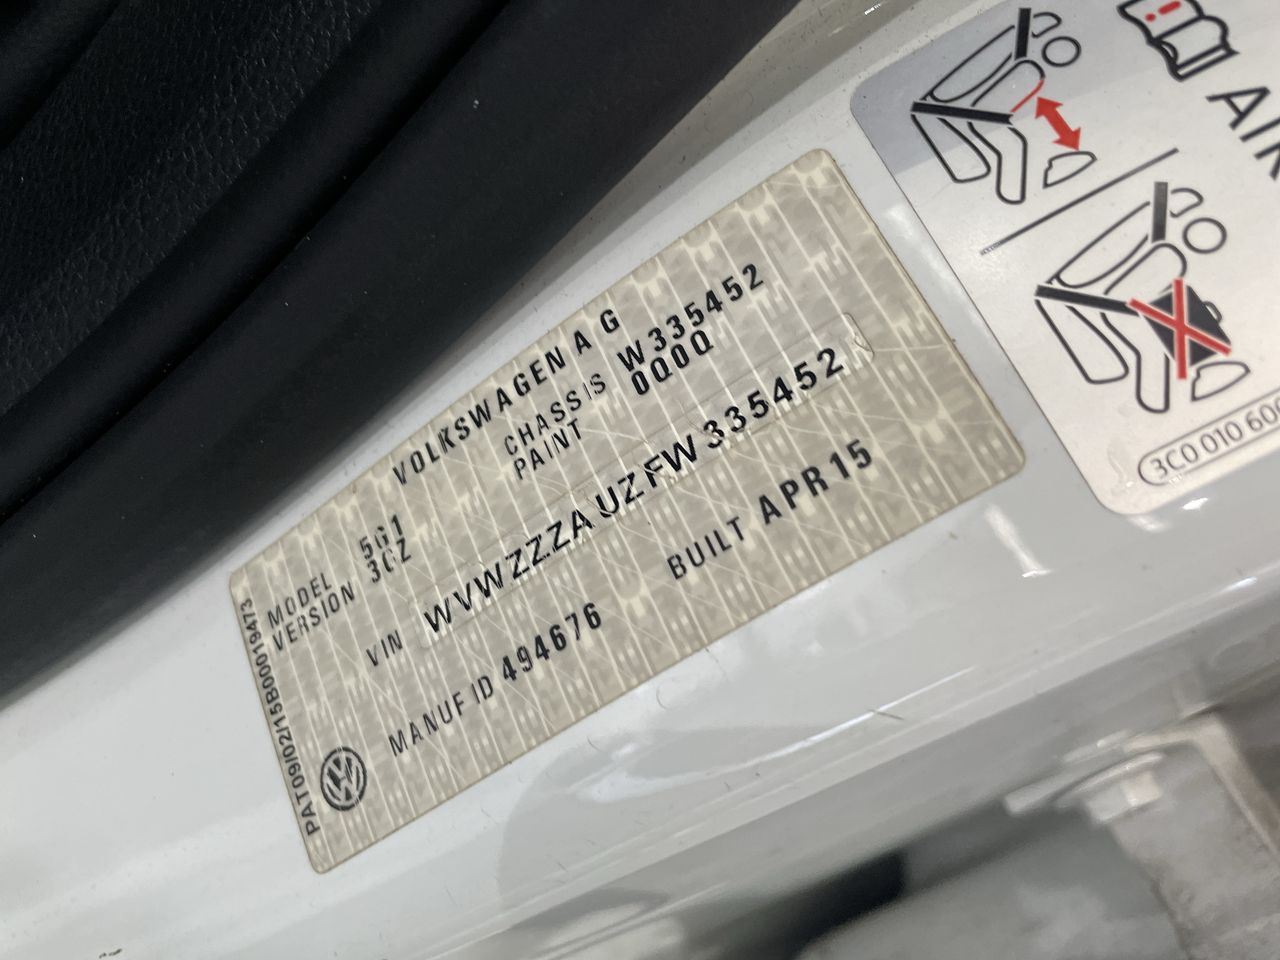 VOLKSWAGEN A G
CHASSIS W335452
PAINT 0Q0Q
MODEL 5G1
VERSION 3CZ
VIN WVWZZZAUZFW335452
MANUF ID 494676
BUILT APR15
PAT09/02/15B00019473
AIR
3C0 010 60